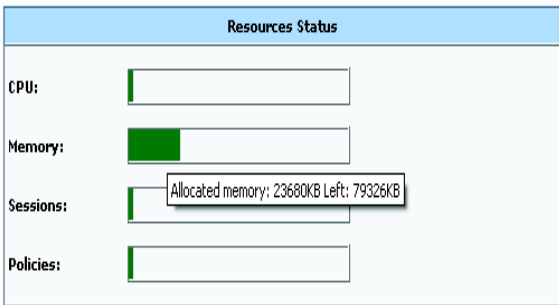 Resources Status
CPU:
Memory:
Allocated memory: 23680KB Left: 79326KB
Sessions:
Policies: